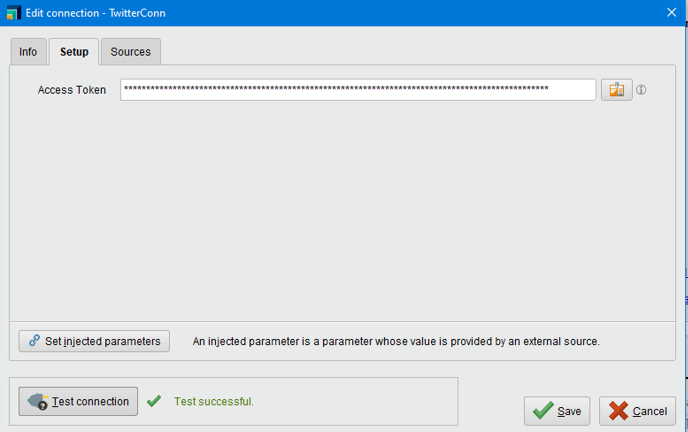 Edit connection - TwitterConn
Info Setup Sources
Access Token ************************************************************************************************
Set injected parameters An injected parameter is a parameter whose value is provided by an external source.
Test connection Test successful. Save Cancel